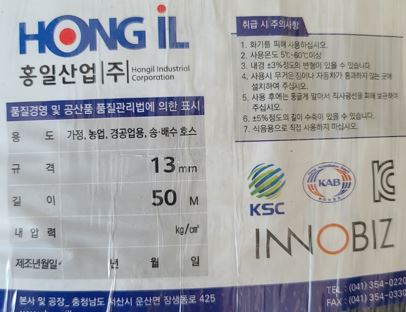 HONG IL
홍일산업|주| Hongil Industrial Corporation
품질경영 및 공산품 품질관리법에 의한 표시
용 도 가정, 농업, 경공업용, 송·배수 호스
규 격 13 mm
길 이 50 M
내 압 력 kg/㎠
제조년월일 년 월 일
본사 및 공장_ 충청남도 서산시 운산면 장생동로 425
취급 시 주의사항
1. 화기를 피해 사용하십시오.
2. 사용온도 5℃-60℃이상
3. 내경 ±3%정도의 변형이 있을 수 있습니다.
4. 사용시 무거운 짐이나 자동차가 통과하지 않는 곳에
설치하여 주십시오.
5. 사용 후에는 둥글게 말아서 직사광선을 피해 보관하여
주십시오.
6. ±5%정도의 길이 수축이 있을 수 있습니다.
7. 식음용으로 직접 사용하지 마십시오.
KSC
KAB
INNOBIZ
TEL : (041) 354-0220
FAX : (041) 354-0330